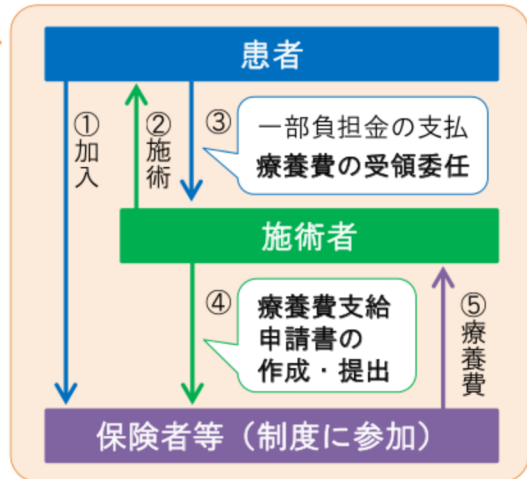 患者
①加入
②施術
③
一部負担金の支払
療養費の受領委任
施術者
④
療養費支給
申請書の
作成・提出
⑤療養費
保険者等（制度に参加）